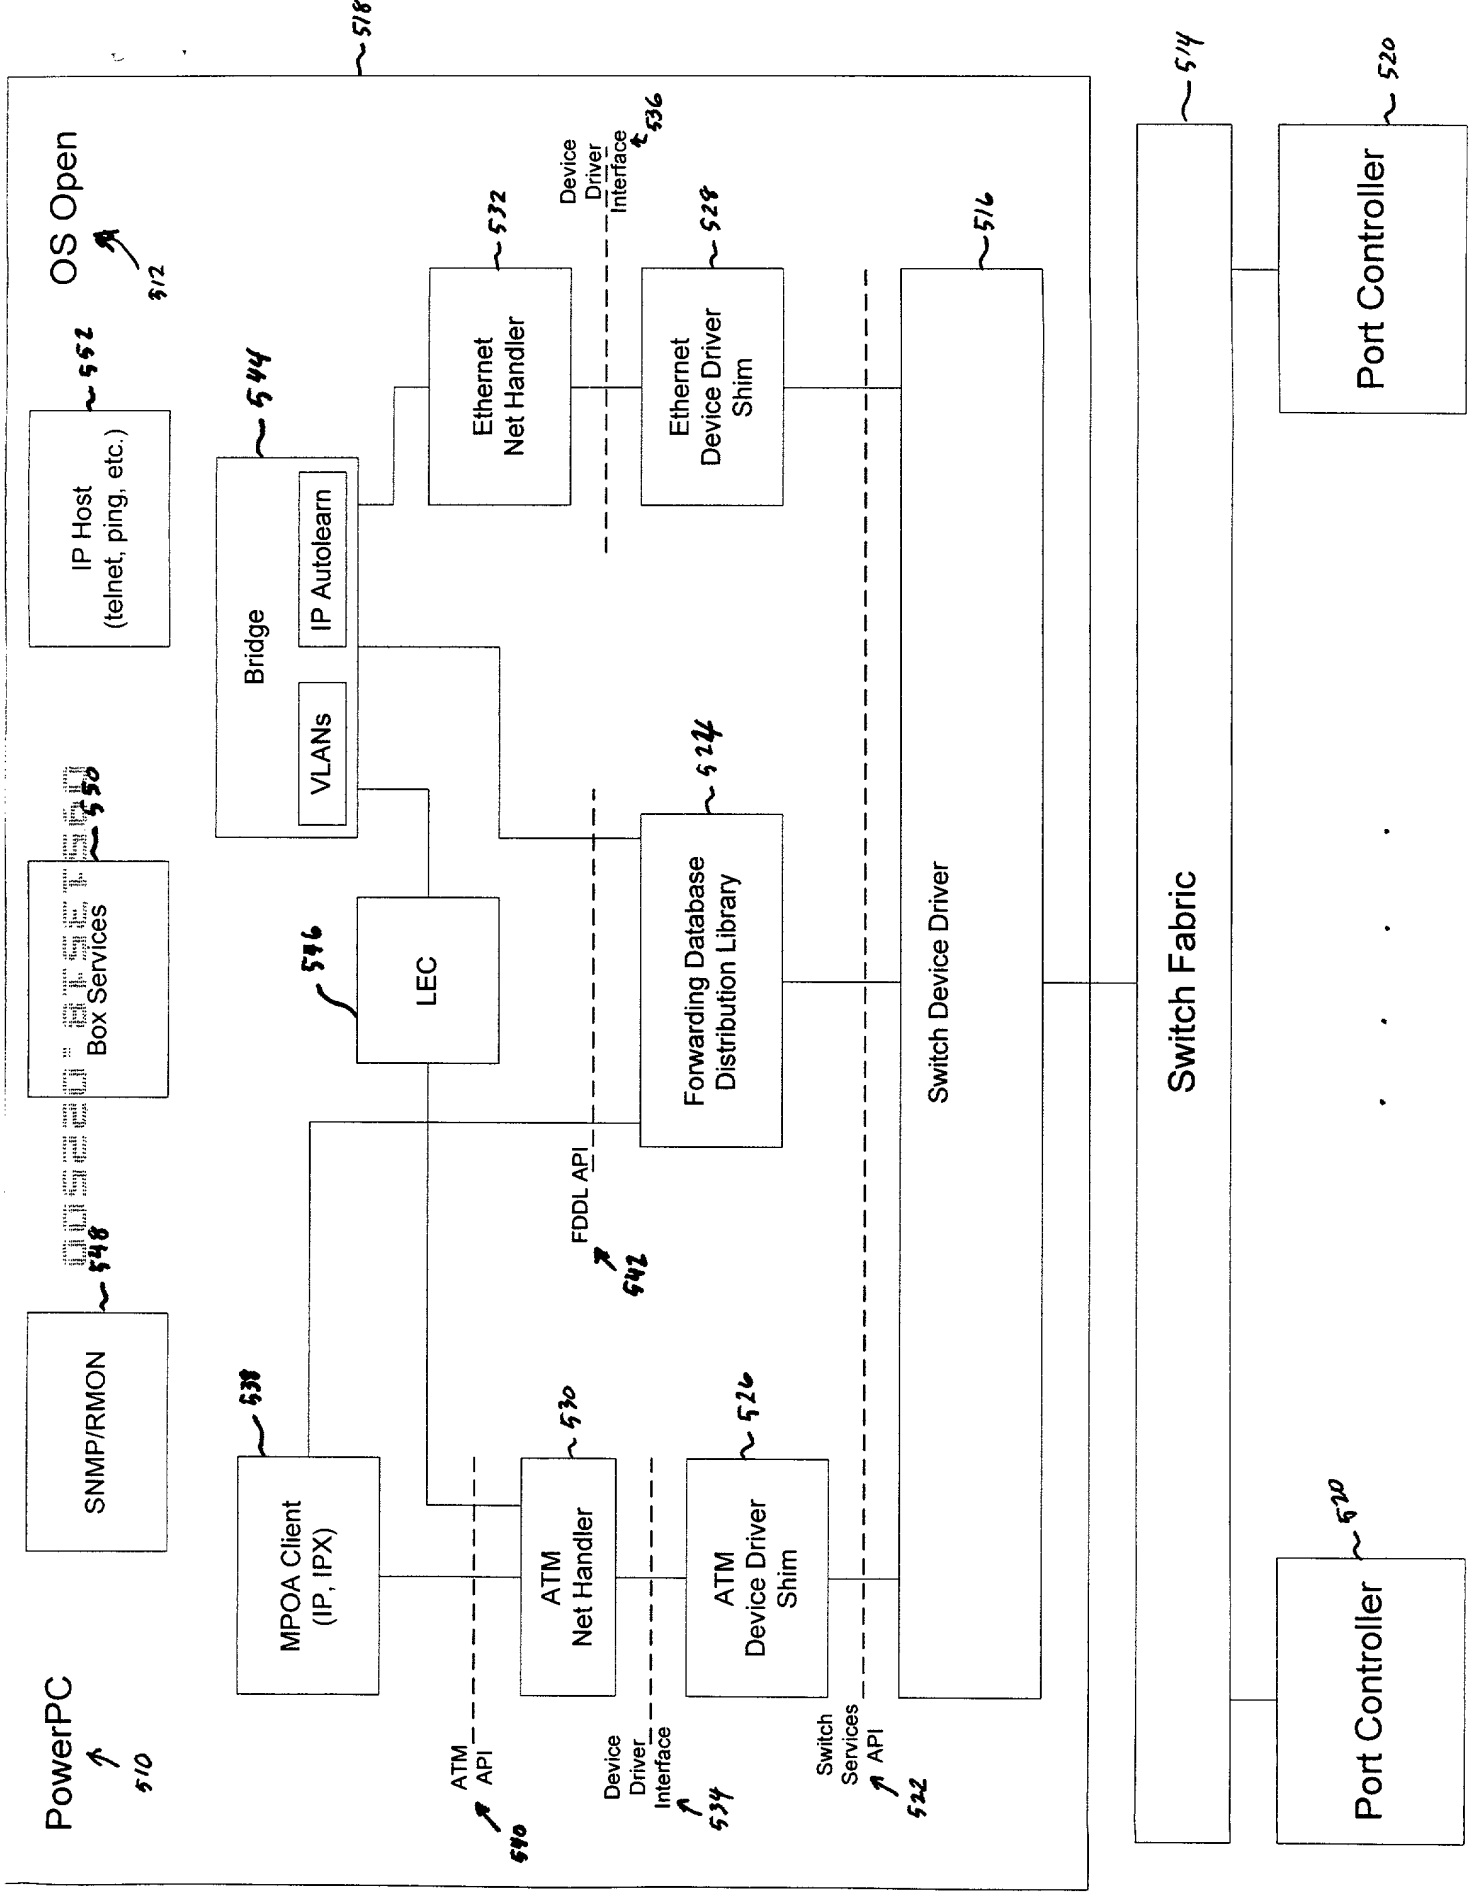 PowerPC
510
SNMP/RMON
548
Box Services
550
IP Host
(telnet, ping, etc.)
552
OS Open
512
518
MPOA Client
(IP, IPX)
538
Bridge
544
VLANs
IP Autolearn
LEC
546
ATM
API
540
ATM
Net Handler
530
Ethernet
Net Handler
532
FDDL API
542
Device
Driver
Interface
534
Device
Driver
Interface
536
ATM
Device Driver
Shim
526
Forwarding Database
Distribution Library
524
Ethernet
Device Driver
Shim
528
Switch
Services
API
522
Switch Device Driver
516
Switch Fabric
514
Port Controller
520
Port Controller
520